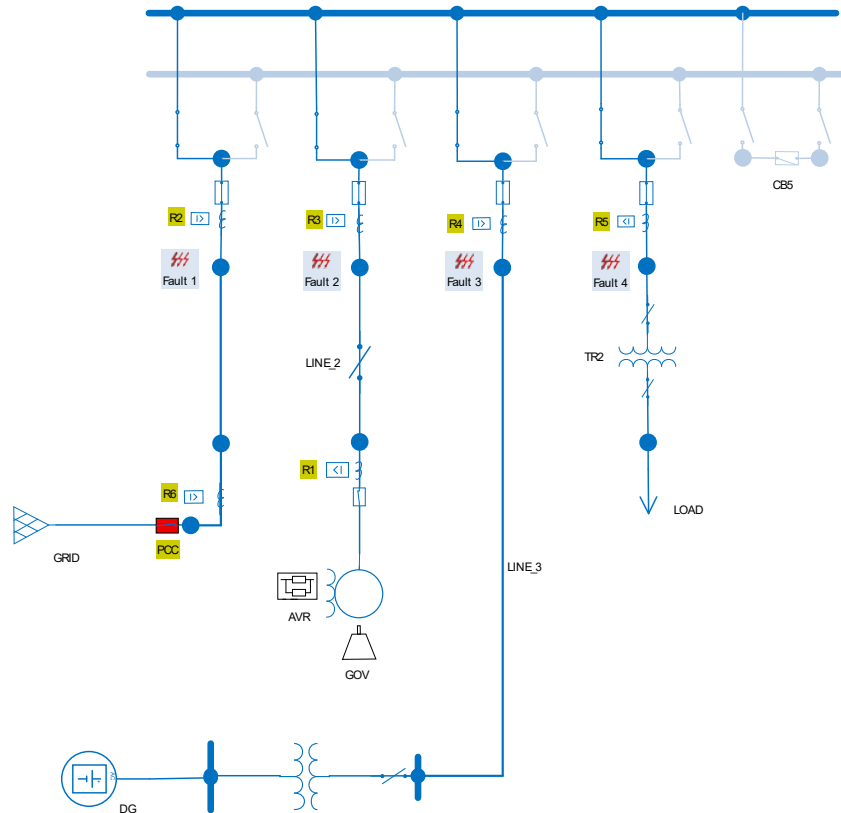 CB5
R2
R3
R4
R5
Fault 1
Fault 2
Fault 3
Fault 4
LINE_2
TR2
R1
R6
LOAD
GRID
PCC
LINE_3
AVR
GOV
DG